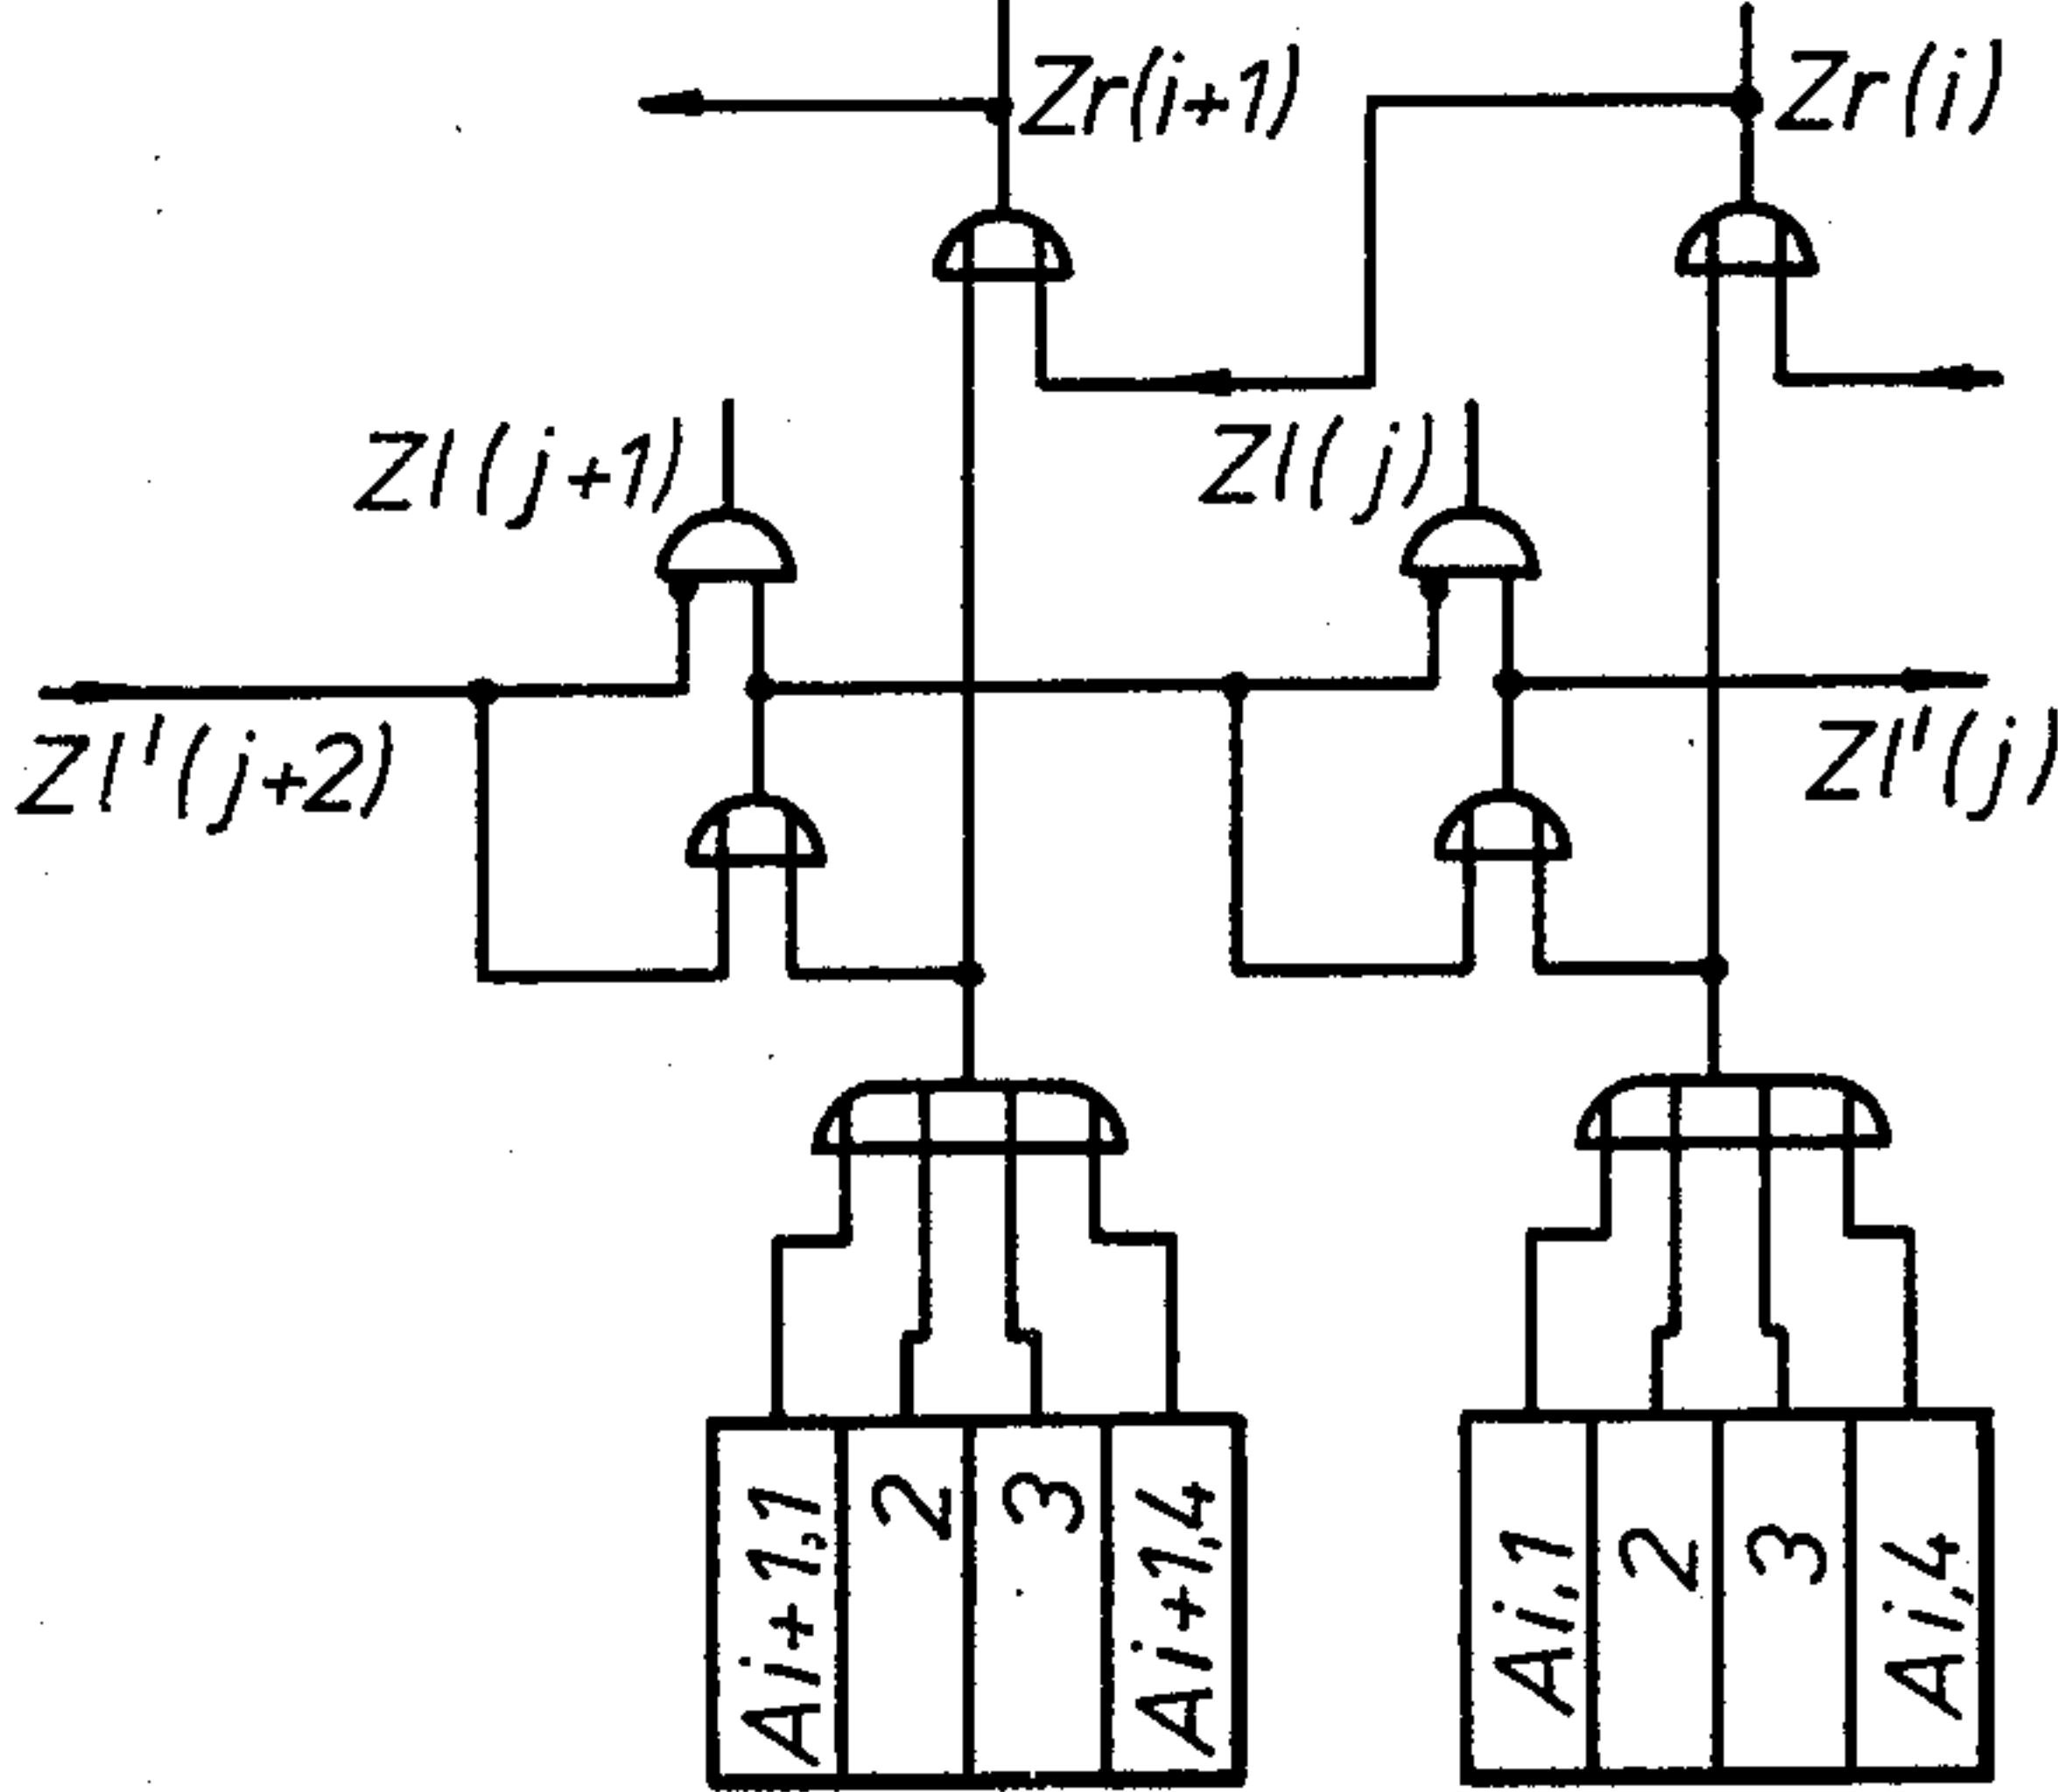 Zr(i+1)
Zr(i)
Zl(j+1)
Zl(j)
Zl'(j+2)
Zl'(j)
Ai+1,1
2
3
Ai+1,4
Ai,1
2
3
Ai,4